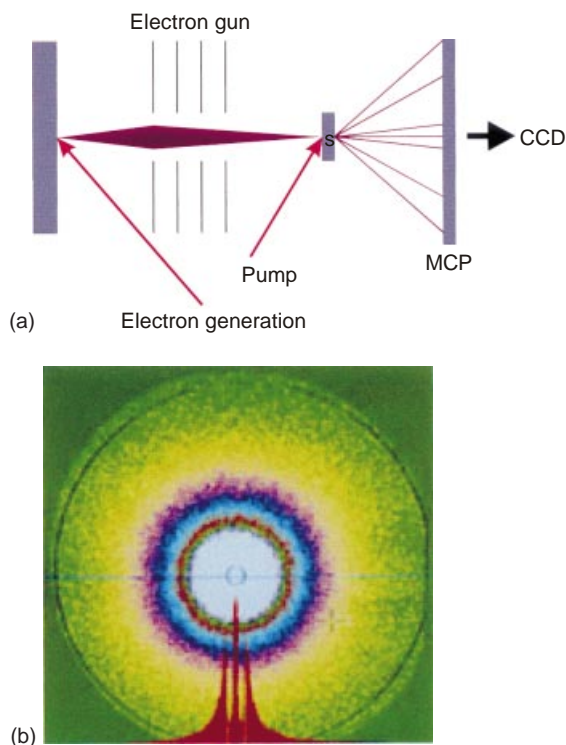 Electron gun
S
CCD
MCP
Pump
Electron generation
(a)
(b)